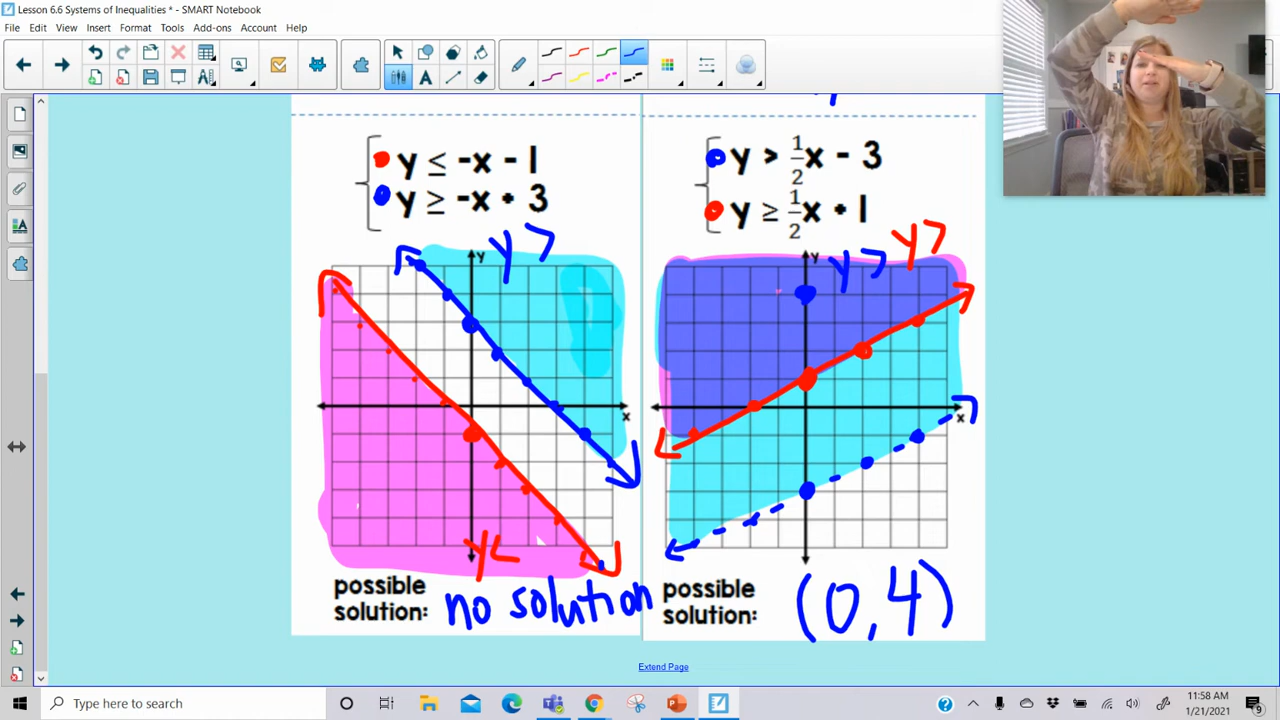 Lesson 6.6 Systems of Inequalities * - SMART Notebook
File Edit View Insert Format Tools Add-ons Account Help
y ≤ -x - 1
y ≥ -x + 3
y >
y
x
y <
possible
solution: no solution
y > 1/2x - 3
y ≥ 1/2x + 1
y
y >
y >
x
possible
solution: (0, 4)
Extend Page
Type here to search
11:58 AM
1/21/2021
9